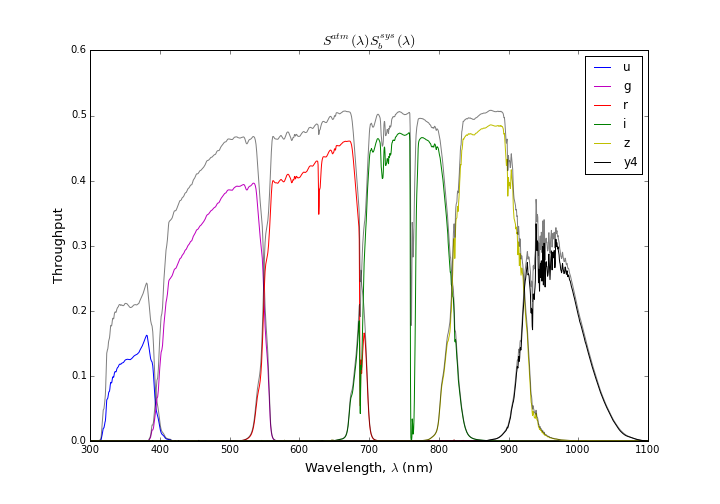 S^{atm}(λ)S_b^{sys}(λ)
0.6
0.5
0.4
0.3
0.2
0.1
0.0
Throughput
u
g
r
i
z
y4
300 400 500 600 700 800 900 1000 1100
Wavelength, λ (nm)